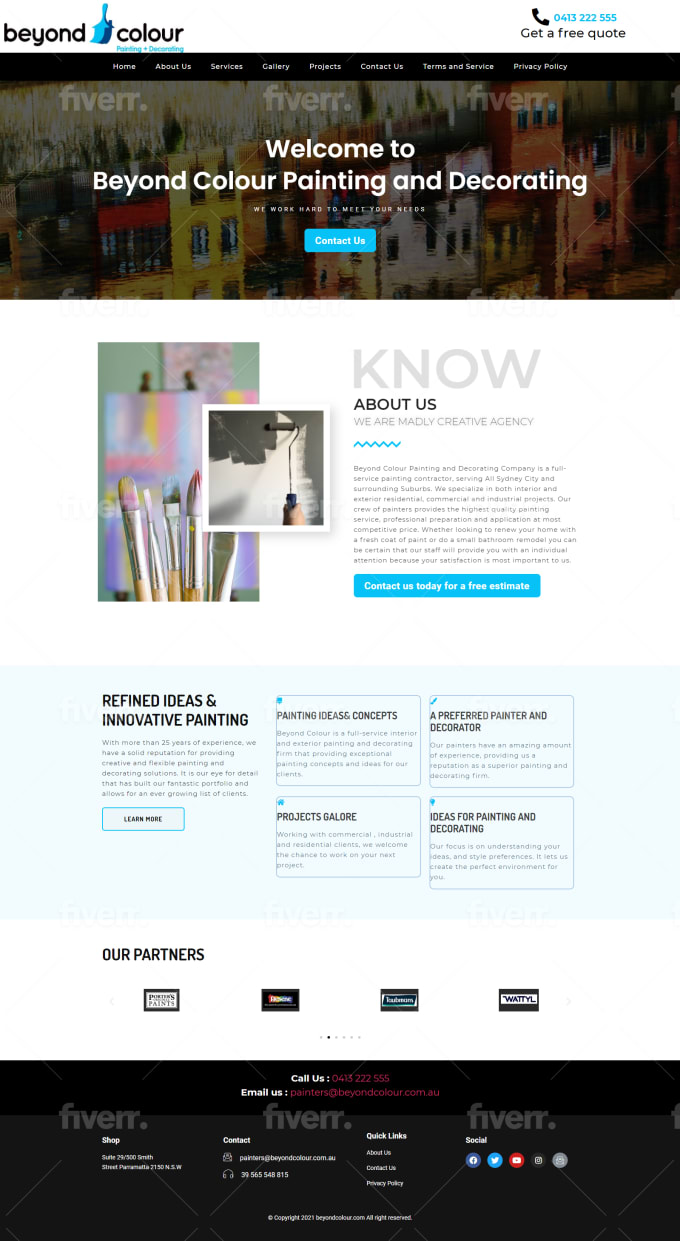 beyond colour
Painting + Decorating
0413 222 555
Get a free quote
Home About Us Services Gallery Projects Contact Us Terms and Service Privacy Policy
fiverr. fiverr. fiverr.
Welcome to
Beyond Colour Painting and Decorating
WE WORK HARD TO MEET YOUR NEEDS
Contact Us
fiverr. fiverr. fiverr.
KNOW
ABOUT US
WE ARE MADLY CREATIVE AGENCY
Beyond Colour Painting and Decorating Company is a full-
service painting contractor, serving All Sydney City and
surrounding Suburbs. We specialize in both interior and
exterior residential, commercial and industrial projects. Our
crew of painters provides the highest quality painting
service, professional preparation and application at most
competitive price. Whether looking to renew your home with
a fresh coat of paint or do a small bathroom remodel you can
be certain that our staff will provide you with an individual
attention because your satisfaction is most important to us.
Contact us today for a free estimate
REFINED IDEAS &
INNOVATIVE PAINTING
With more than 25 years of experience, we
have a solid reputation for providing
creative and flexible painting and
decorating solutions. It is our eye for detail
that has built our fantastic portfolio and
allows for an ever growing list of clients.
LEARN MORE
PAINTING IDEAS& CONCEPTS
Beyond Colour is a full-service interior
and exterior painting and decorating
firm that providing exceptional
painting concepts and ideas for our
clients.
A PREFERRED PAINTER AND
DECORATOR
Our painters have an amazing amount
of experience, providing us a
reputation as a superior painting and
decorating firm.
PROJECTS GALORE
Working with commercial , industrial
and residential clients, we welcome
the chance to work on your next
project.
IDEAS FOR PAINTING AND
DECORATING
Our focus is on understanding your
ideas, and style preferences. It lets us
create the perfect environment for
you.
fiverr. fiverr. fiverr.
OUR PARTNERS
PORTER'S
PAINTS
Taubmans
WATTYL
Call Us : 0413 222 555
Email us : painters@beyondcolour.com.au
fiverr. fiverr. fiverr.
Shop
Suite 29/500 Smith
Street Parramatta 2150 N.S.W
Contact
painters@beyondcolour.com.au
39 565 548 815
Quick Links
About Us
Contact Us
Privacy Policy
Social
© Copyright 2021 beyondcolour.com All right reserved.